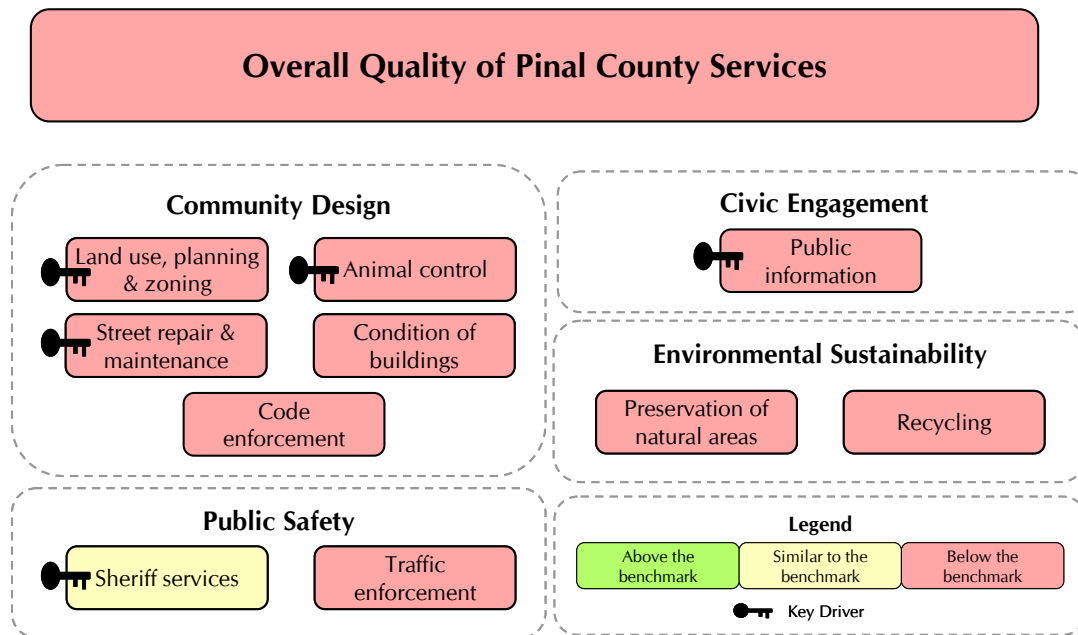 Overall Quality of Pinal County Services
Community Design
Land use, planning
& zoning
Animal control
Street repair &
maintenance
Condition of
buildings
Code
enforcement
Civic Engagement
Public
information
Environmental Sustainability
Preservation of
natural areas
Recycling
Public Safety
Sheriff services
Traffic
enforcement
Legend
Above the
benchmark
Similar to the
benchmark
Below the
benchmark
Key Driver